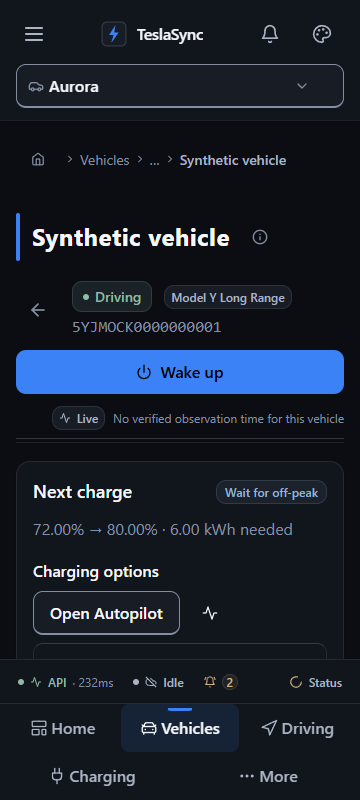 TeslaSync
Aurora
Vehicles ... Synthetic vehicle
Synthetic vehicle
Driving Model Y Long Range
5YJMOCK0000000001
Wake up
Live No verified observation time for this vehicle
Next charge Wait for off-peak
72.00% → 80.00% · 6.00 kWh needed
Charging options
Open Autopilot
API · 232ms Idle 2 Status
Home Vehicles Driving
Charging More